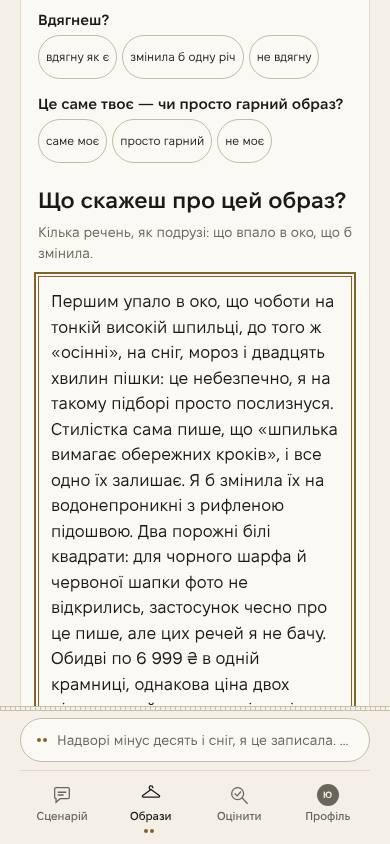 Вдягнеш?
вдягну як є
змінила б одну річ
не вдягну
Це саме твоє — чи просто гарний образ?
саме моє
просто гарний
не моє
Що скажеш про цей образ?
Кілька речень, як подрузі: що впало в око, що б
змінила.
Першим упало в око, що чоботи на
тонкій високій шпильці, до того ж
«осінні», на сніг, мороз і двадцять
хвилин пішки: це небезпечно, я на
такому підборі просто послизнуся.
Стилістка сама пише, що «шпилька
вимагає обережних кроків», і все
одно їх залишає. Я б змінила їх на
водонепроникні з рифленою
підошвою. Два порожні білі
квадрати: для чорного шарфа й
червоної шапки фото не
відкрились, застосунок чесно про
це пише, але цих речей я не бачу.
Обидві по 6 999 ₴ в одній
крамниці, однакова ціна двох
Надворі мінус десять і сніг, я це записала. ...
Сценарій
Образи
Оцінити
Ю
Профіль